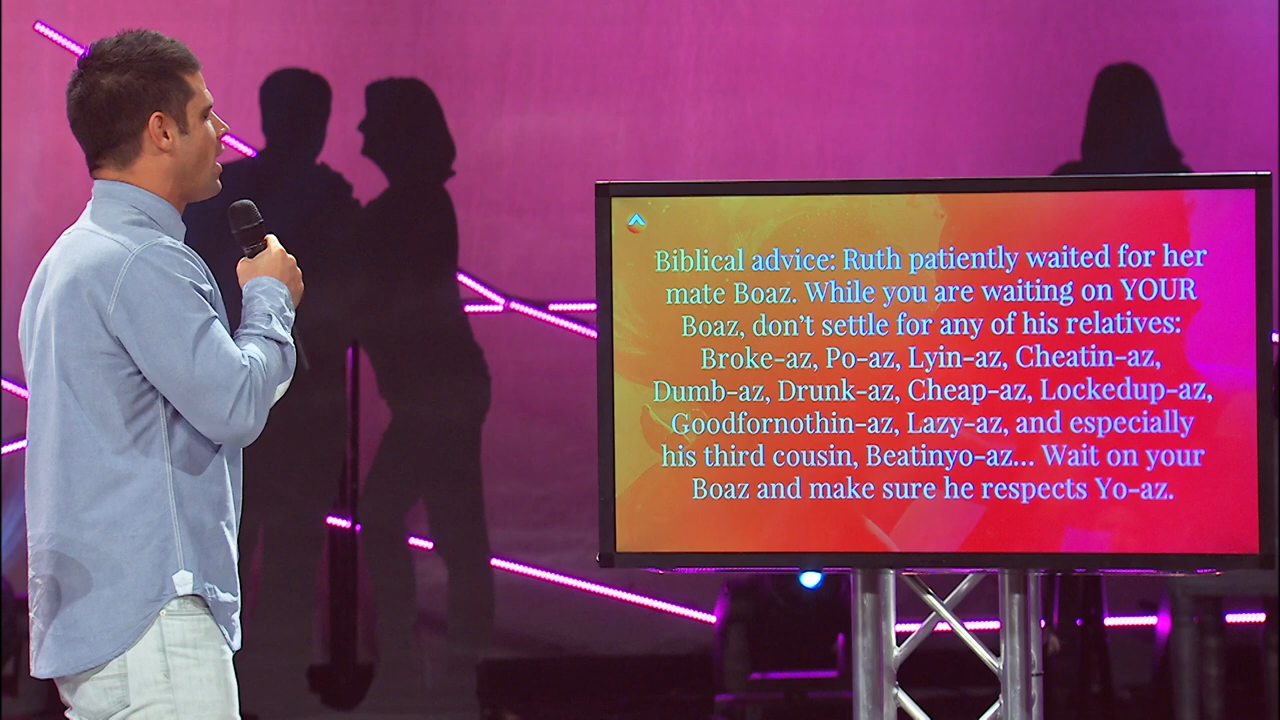 Biblical advice: Ruth patiently waited for her
mate Boaz. While you are waiting on YOUR
Boaz, don't settle for any of his relatives:
Broke-az, Po-az, Lyin-az, Cheatin-az,
Dumb-az, Drunk-az, Cheap-az, Lockedup-az,
Goodfornothin-az, Lazy-az, and especially
his third cousin, Beatinyo-az... Wait on your
Boaz and make sure he respects Yo-az.